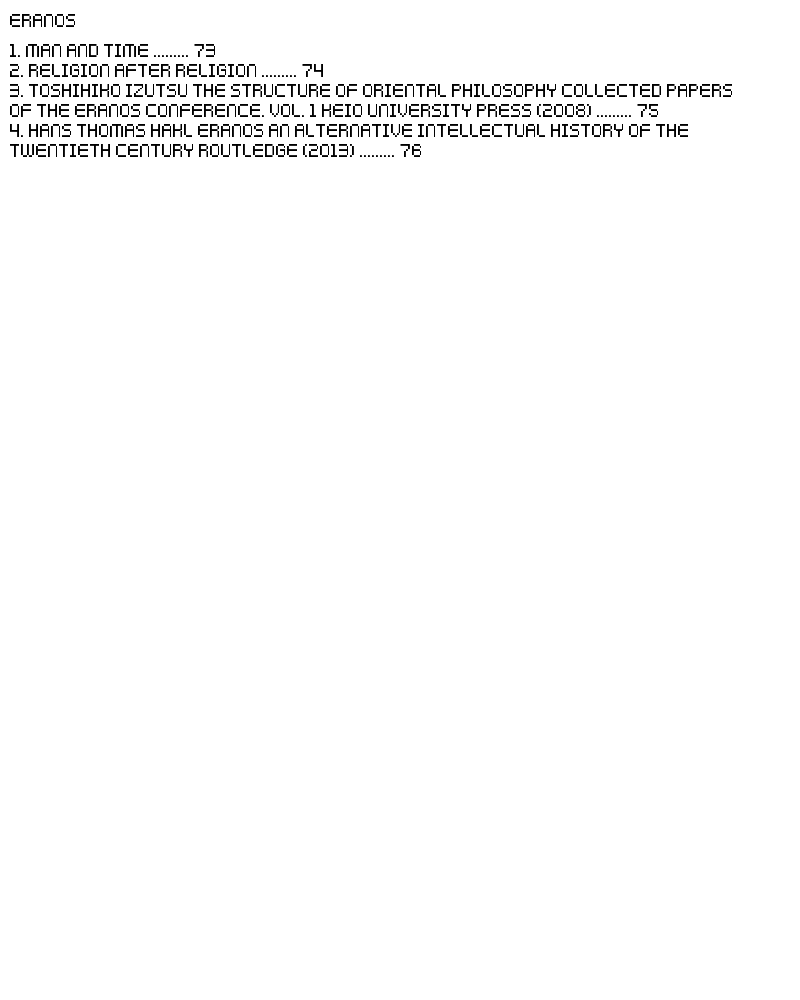 ERANOS
1. MAN AND TIME ......... 73
2. RELIGION AFTER RELIGION ......... 74
3. TOSHIHIKO IZUTSU THE STRUCTURE OF ORIENTAL PHILOSOPHY COLLECTED PAPERS
OF THE ERANOS CONFERENCE. VOL. 1 KEIO UNIVERSITY PRESS (2008) ......... 75
4. HANS THOMAS HAKL ERANOS AN ALTERNATIVE INTELLECTUAL HISTORY OF THE
TWENTIETH CENTURY ROUTLEDGE (2013) ......... 76